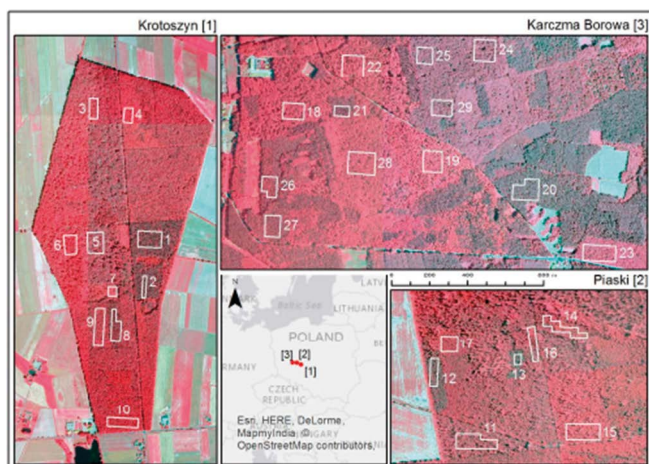 Krotoszyn [1]
3
4
6
5
1
7
2
9
8
10
Karczma Borowa [3]
22
25
24
18
21
29
28
19
26
20
27
23
N
Baltic Sea
LATV
LITHUANIA
POLAND
[3] [2]
[1]
GERMANY
CZECH
REPUBLIC
Esri, HERE, DeLorme,
MapmyIndia, ©
OpenStreetMap contributors,
0 200 400 800
Piaski [2]
14
17
16
13
12
11
15